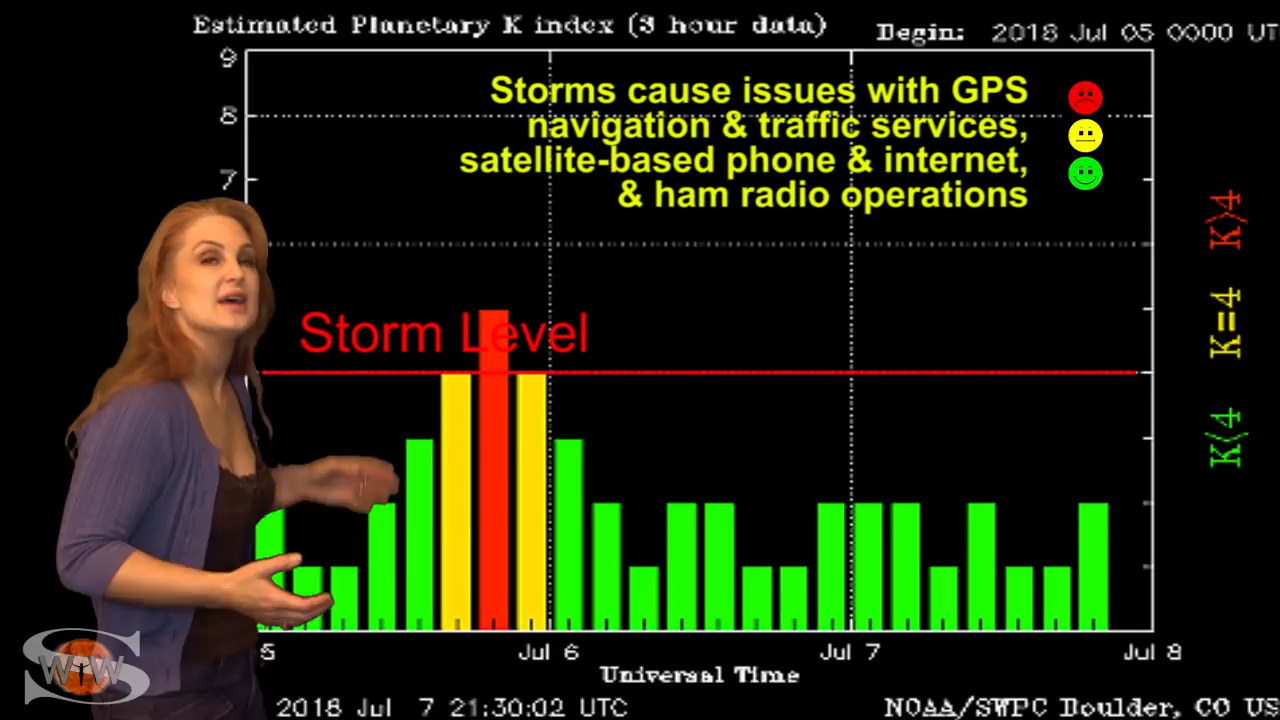 Estimated Planetary K index (3 hour data)
Begin: 2018 Jul 05 0000 UT
9
8
7
Storms cause issues with GPS
navigation & traffic services,
satellite-based phone & internet,
& ham radio operations
Storm Level
K>4
K=4
K<4
5
Jul 6
Jul 7
Jul 8
Universal Time
2018 Jul 7 21:30:02 UTC
NOAA/SWPC Boulder, CO US
S
WTW